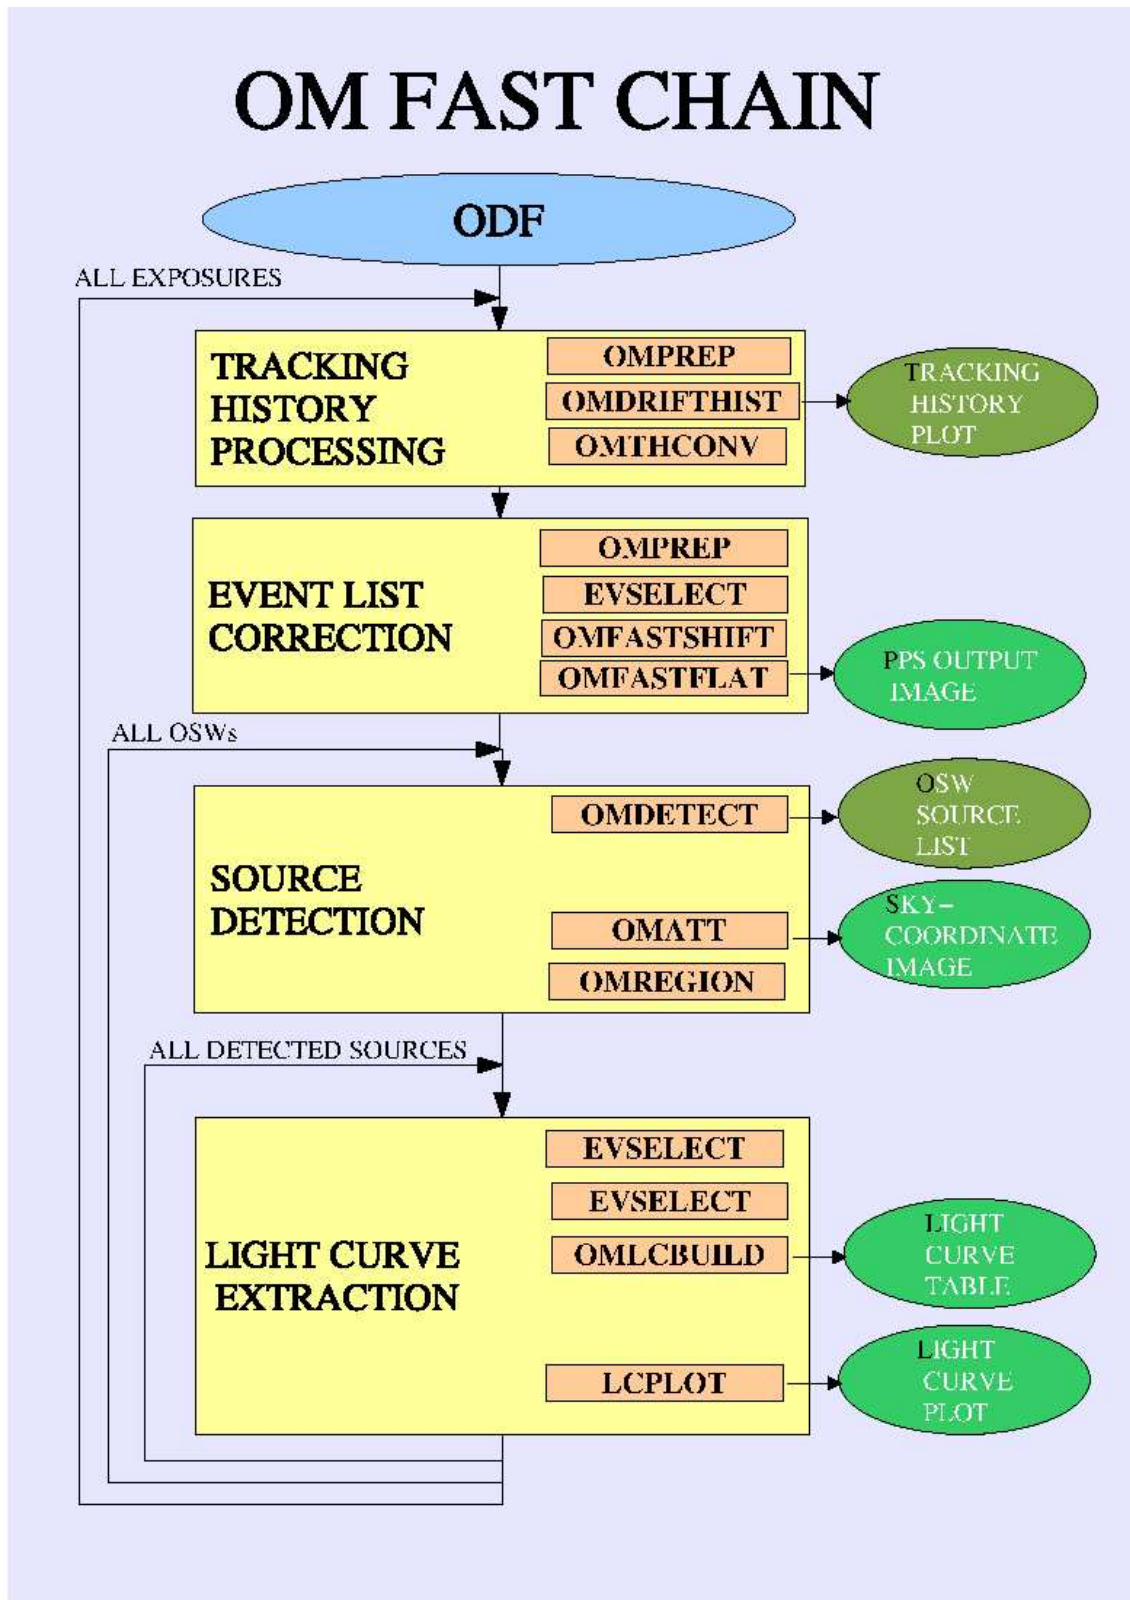 OM FAST CHAIN
ODF
ALL EXPOSURES
TRACKING
HISTORY
PROCESSING
OMPREP
OMDRIFTHIST
OMTHCONV
TRACKING
HISTORY
PLOT
EVENT LIST
CORRECTION
OMPREP
EVSELECT
OMFASTSHIFT
OMFASTFLAT
PPS OUTPUT
IMAGE
ALL OSWs
SOURCE
DETECTION
OMDETECT
OMATT
OMREGION
OSW
SOURCE
LIST
SKY–
COORDINATE
IMAGE
ALL DETECTED SOURCES
LIGHT CURVE
EXTRACTION
EVSELECT
EVSELECT
OMLCBUILD
LCPLOT
LIGHT
CURVE
TABLE
LIGHT
CURVE
PLOT